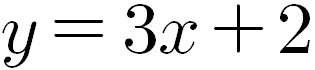 y = 3x + 2